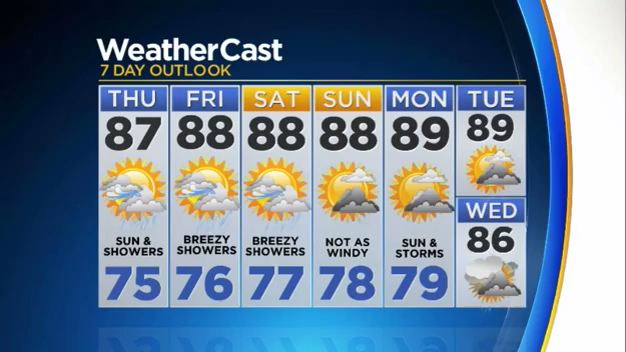 WeatherCast
7 DAY OUTLOOK
THU FRI SAT SUN MON TUE
87 88 88 88 89 89
SUN & SHOWERS
BREEZY SHOWERS
BREEZY SHOWERS
NOT AS WINDY
SUN & STORMS
75 76 77 78 79
WED
86